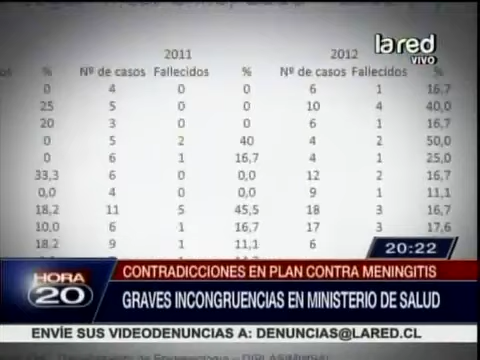 2011 2012
% Nº de casos Fallecidos % Nº de casos Fallecidos %
0 4 0 0 6 1 16,7
25 5 0 0 10 4 40,0
20 3 0 0 6 1 16,7
0 5 2 40 4 2 50,0
0 6 1 16,7 4 1 25,0
33,3 6 0 0,0 12 2 16,7
0,0 4 0 0,0 9 1 11,1
18,2 11 5 45,5 18 3 16,7
10,0 6 1 16,7 17 3 17,6
18,2 9 1 11,1 6
lared
VIVO
20:22
HORA
20
CONTRADICCIONES EN PLAN CONTRA MENINGITIS
GRAVES INCONGRUENCIAS EN MINISTERIO DE SALUD
ENVÍE SUS VIDEODENUNCIAS A: DENUNCIAS@LARED.CL